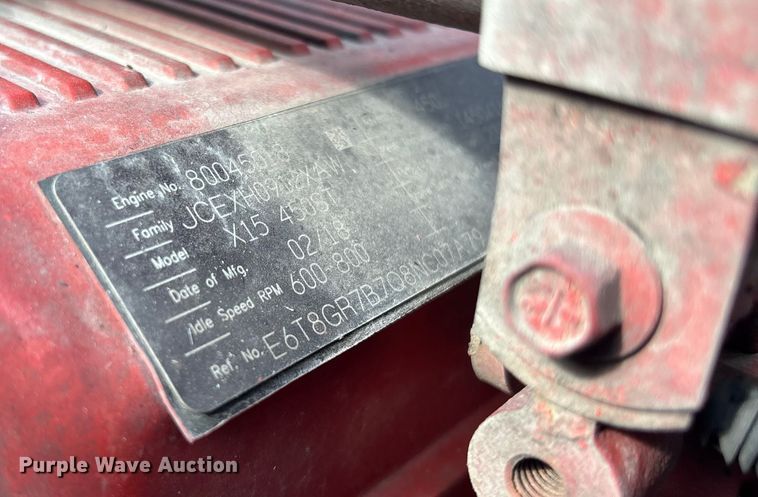 Engine No. 80045018
Family JCEXH0912XAW
Model X15 450ST
Date of Mfg. 02/18
Idle Speed RPM 600-800
Ref. No. E6T8GR7B7Q8NC07A79
Purple Wave Auction